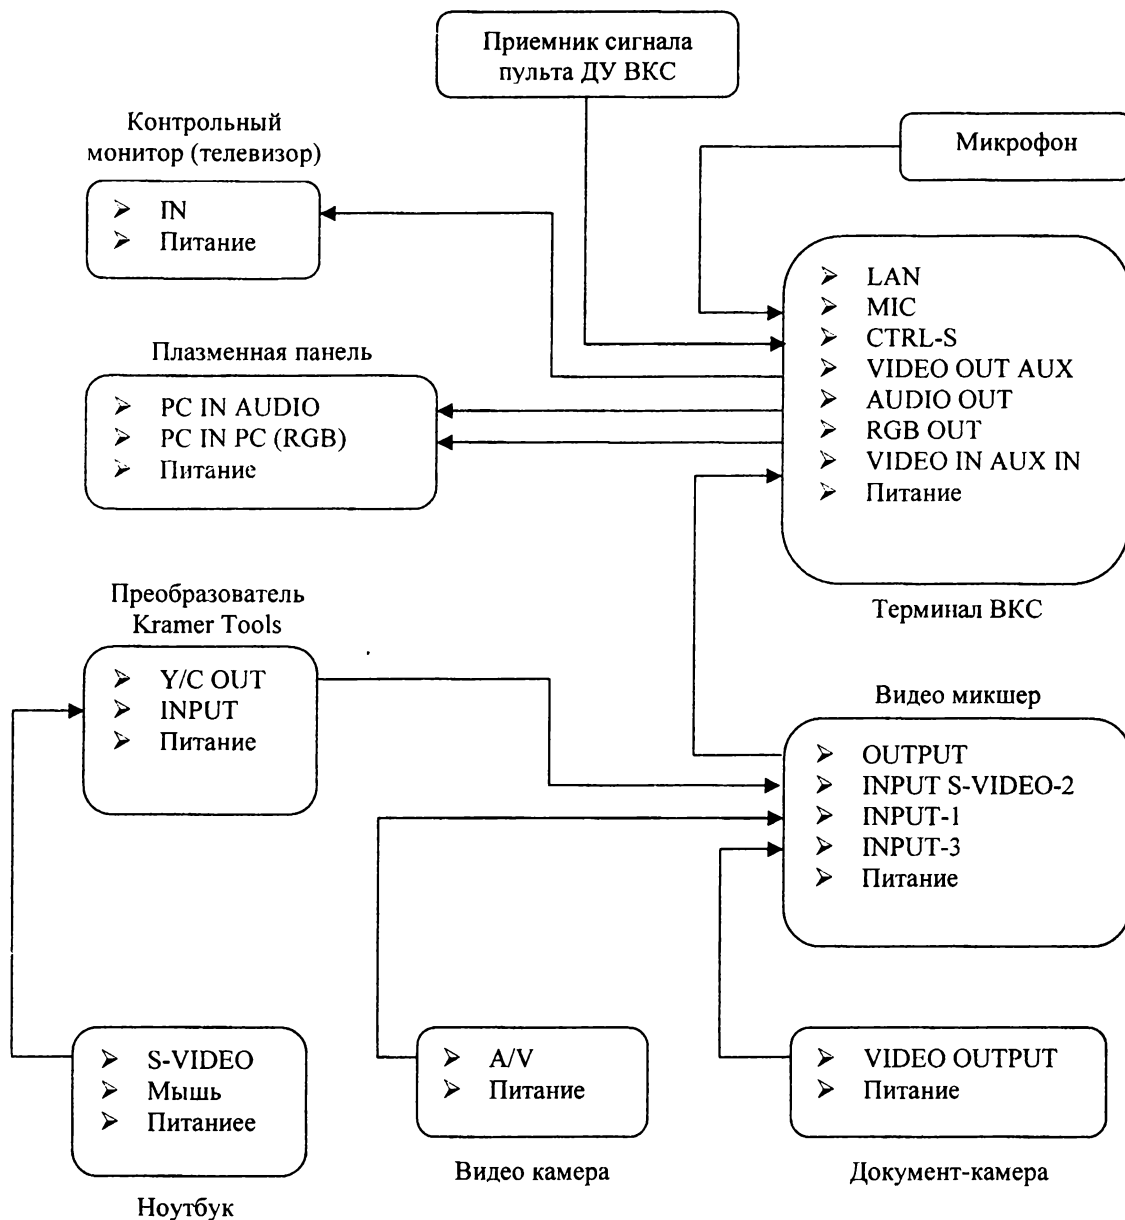 Приемник сигнала
пульта ДУ ВКС
Контрольный
монитор (телевизор)
IN
Питание
Микрофон
LAN
MIC
CTRL-S
VIDEO OUT AUX
AUDIO OUT
RGB OUT
VIDEO IN AUX IN
Питание
Терминал ВКС
Плазменная панель
PC IN AUDIO
PC IN PC (RGB)
Питание
Преобразователь
Kramer Tools
Y/C OUT
INPUT
Питание
Видео микшер
OUTPUT
INPUT S-VIDEO-2
INPUT-1
INPUT-3
Питание
S-VIDEO
Мышь
Питаниее
Ноутбук
A/V
Питание
Видео камера
VIDEO OUTPUT
Питание
Документ-камера